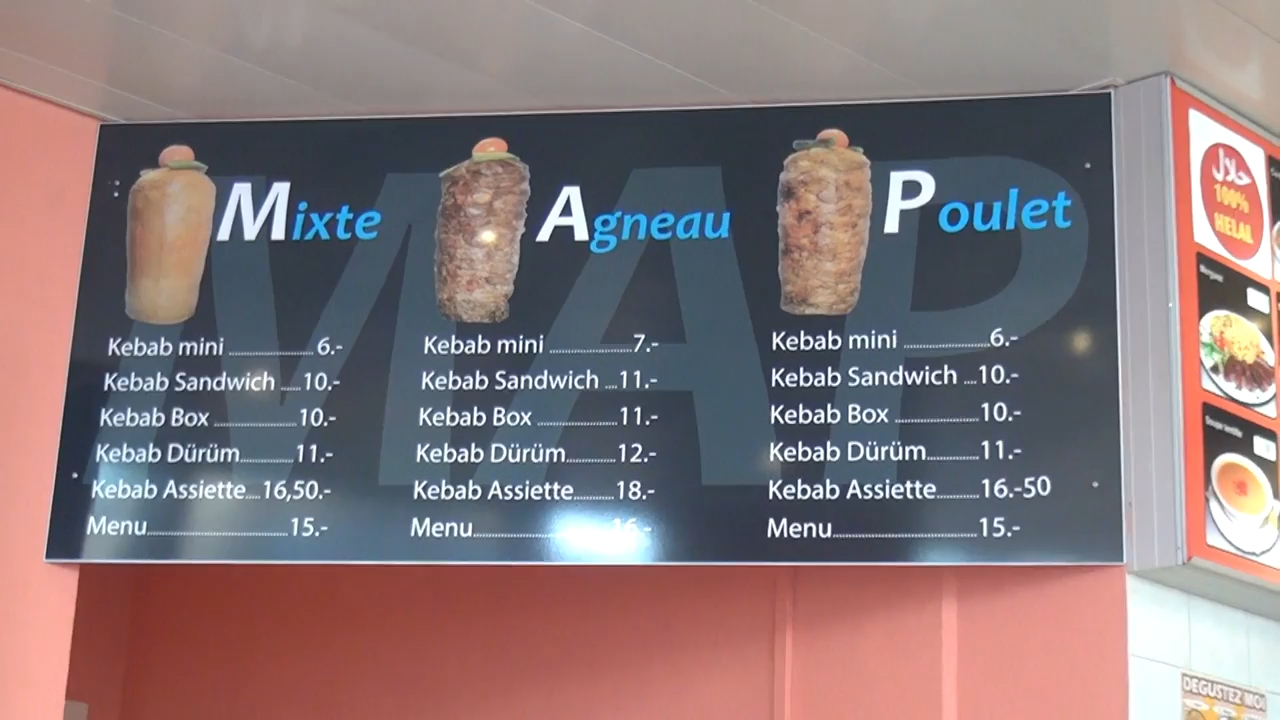 Mixte
Kebab mini ............ 6.-
Kebab Sandwich ....10.-
Kebab Box ............10.-
Kebab Dürüm............11.-
Kebab Assiette....16,50.-
Menu............15.-
Agneau
Kebab mini ............7.-
Kebab Sandwich ...11.-
Kebab Box ............11.-
Kebab Dürüm............12.-
Kebab Assiette............18.-
Menu............16.-
Poulet
Kebab mini ............6.-
Kebab Sandwich ...10.-
Kebab Box ............10.-
Kebab Dürüm............11.-
Kebab Assiette............16.-50
Menu............15.-
MAP
حلال
100%
HELAL
DEGUSTEZ MOI